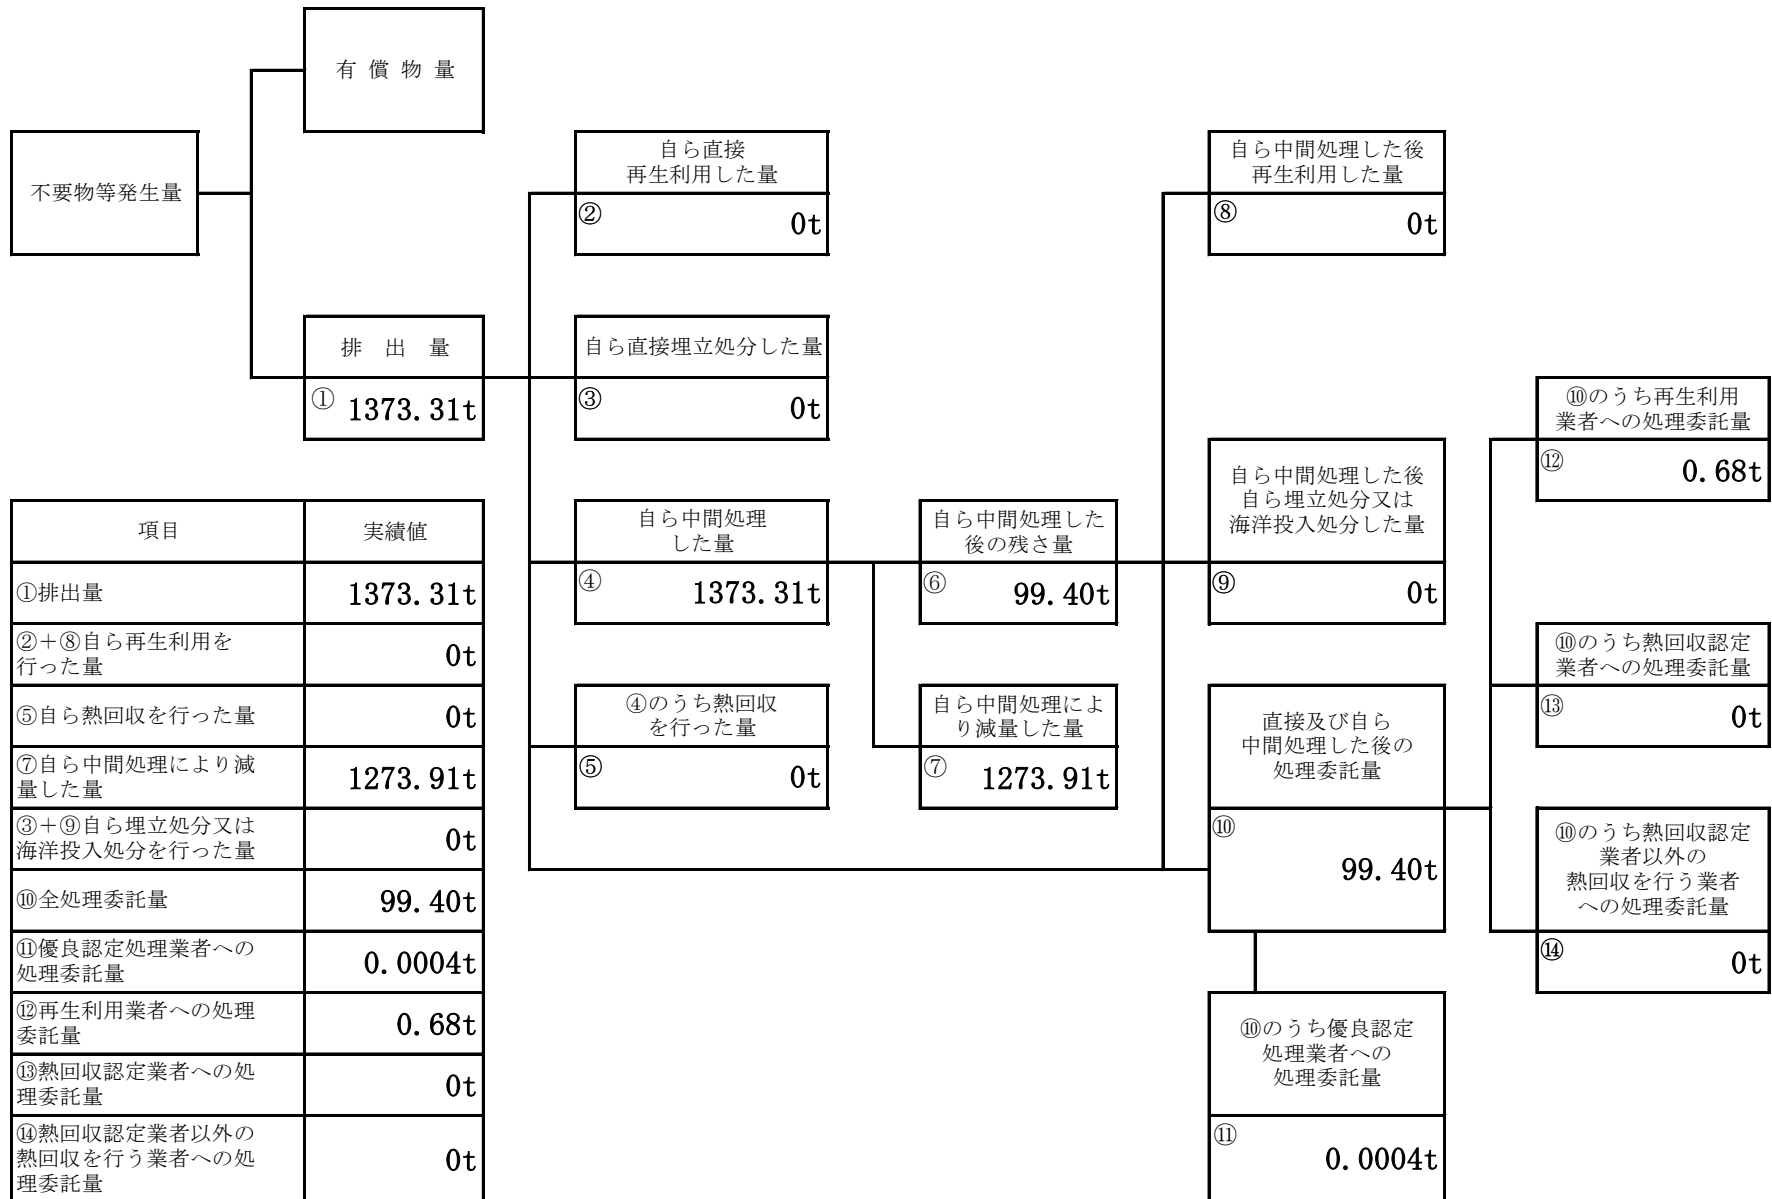 有 償 物 量
不要物等発生量
排 出 量
① 1373.31t
自ら直接
再生利用した量
② 0t
自ら直接埋立処分した量
③ 0t
自ら中間処理
した量
④ 1373.31t
④のうち熱回収
を行った量
⑤ 0t
自ら中間処理した
後の残さ量
⑥ 99.40t
自ら中間処理によ
り減量した量
⑦ 1273.91t
自ら中間処理した後
再生利用した量
⑧ 0t
自ら中間処理した後
自ら埋立処分又は
海洋投入処分した量
⑨ 0t
直接及び自ら
中間処理した後の
処理委託量
⑩
99.40t
⑩のうち優良認定
処理業者への
処理委託量
⑪
0.0004t
⑩のうち再生利用
業者への処理委託量
⑫ 0.68t
⑩のうち熱回収認定
業者への処理委託量
⑬ 0t
⑩のうち熱回収認定
業者以外の
熱回収を行う業者
への処理委託量
⑭ 0t
項目 実績値
①排出量 1373.31t
②+⑧自ら再生利用を
行った量 0t
⑤自ら熱回収を行った量 0t
⑦自ら中間処理により減
量した量 1273.91t
③+⑨自ら埋立処分又は
海洋投入処分を行った量 0t
⑩全処理委託量 99.40t
⑪優良認定処理業者への
処理委託量 0.0004t
⑫再生利用業者への処理
委託量 0.68t
⑬熱回収認定業者への処
理委託量 0t
⑭熱回収認定業者以外の
熱回収を行う業者への処
理委託量 0t